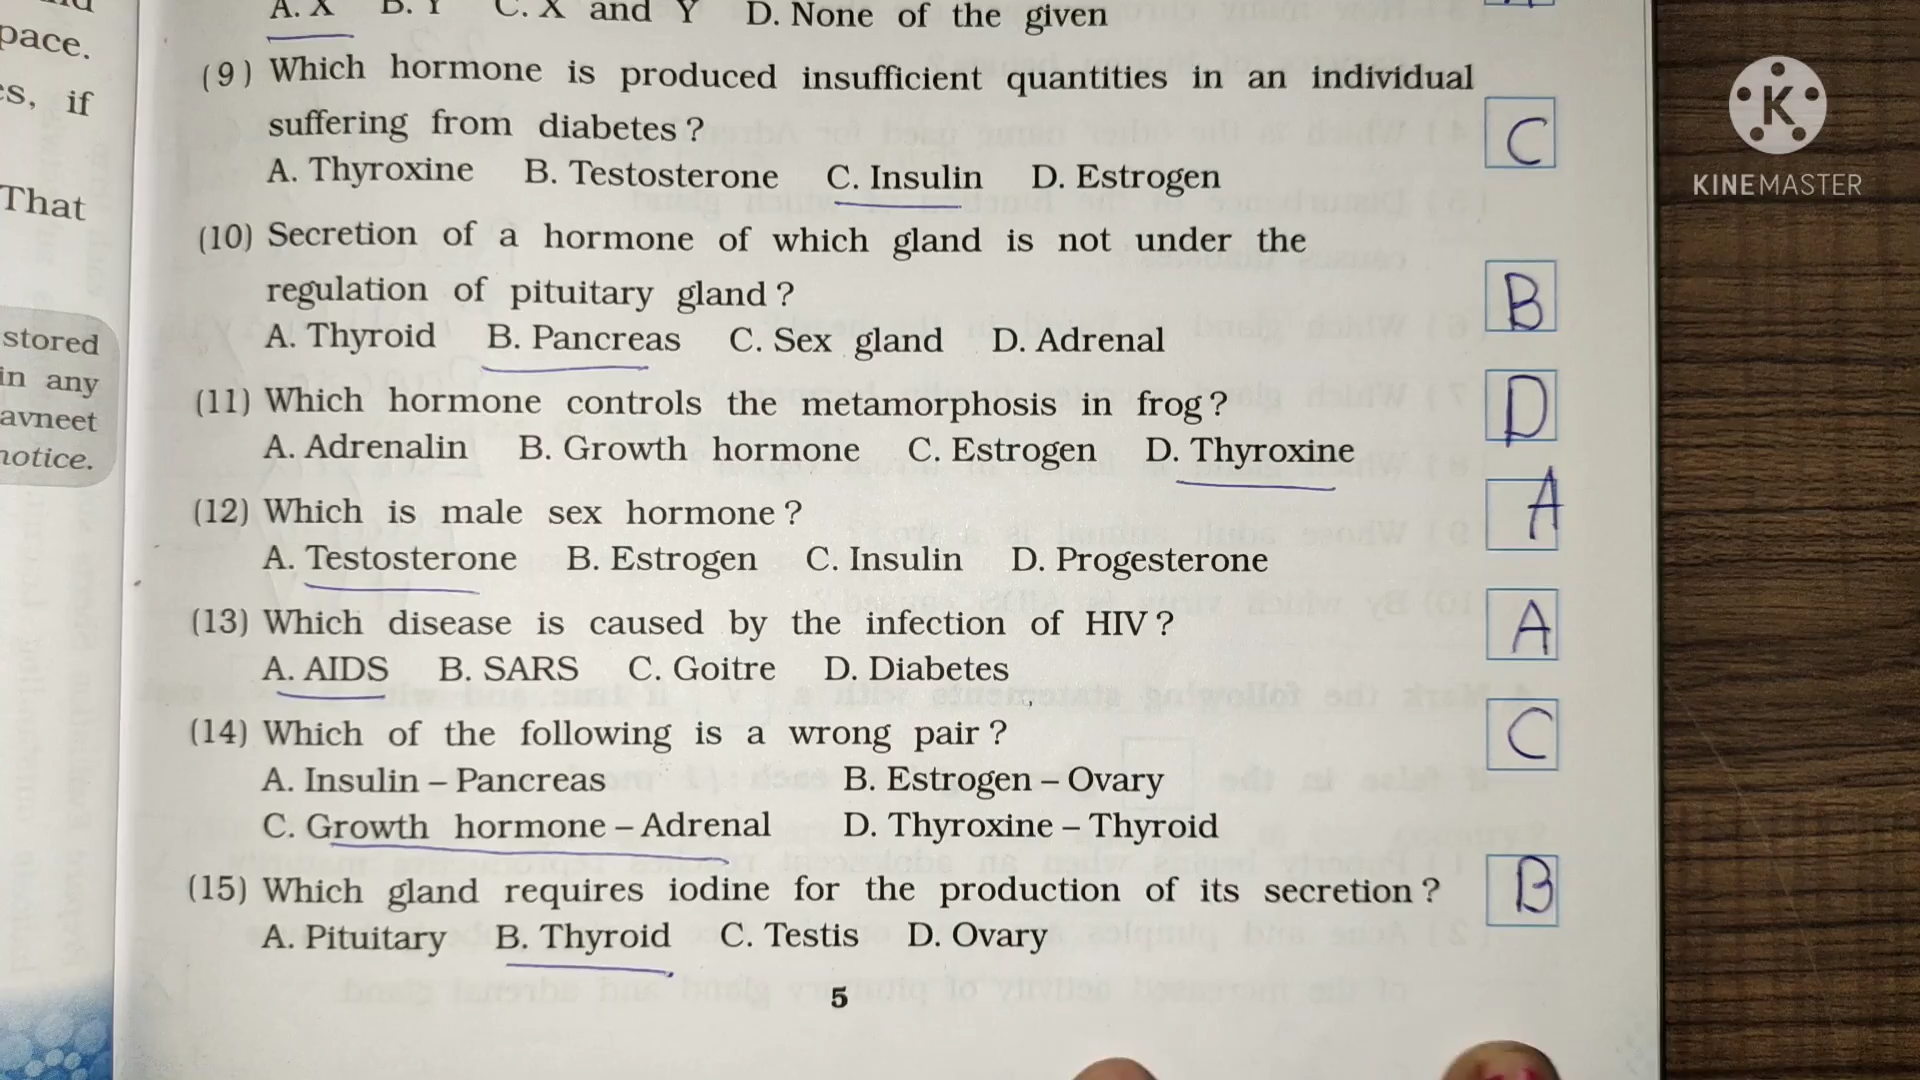 pace.
es, if
That
stored
in any
avneet
notice.
A. X B. Y C. X and Y D. None of the given
(9) Which hormone is produced insufficient quantities in an individual
suffering from diabetes ?
C
A. Thyroxine B. Testosterone C. Insulin D. Estrogen
(10) Secretion of a hormone of which gland is not under the
regulation of pituitary gland ?
B
A. Thyroid B. Pancreas C. Sex gland D. Adrenal
(11) Which hormone controls the metamorphosis in frog ?
D
A. Adrenalin B. Growth hormone C. Estrogen D. Thyroxine
(12) Which is male sex hormone ?
A
A. Testosterone B. Estrogen C. Insulin D. Progesterone
(13) Which disease is caused by the infection of HIV ?
A
A. AIDS B. SARS C. Goitre D. Diabetes
(14) Which of the following is a wrong pair ?
C
A. Insulin – Pancreas B. Estrogen – Ovary
C. Growth hormone – Adrenal D. Thyroxine – Thyroid
(15) Which gland requires iodine for the production of its secretion ?
B
A. Pituitary B. Thyroid C. Testis D. Ovary
5
K
KINEMASTER